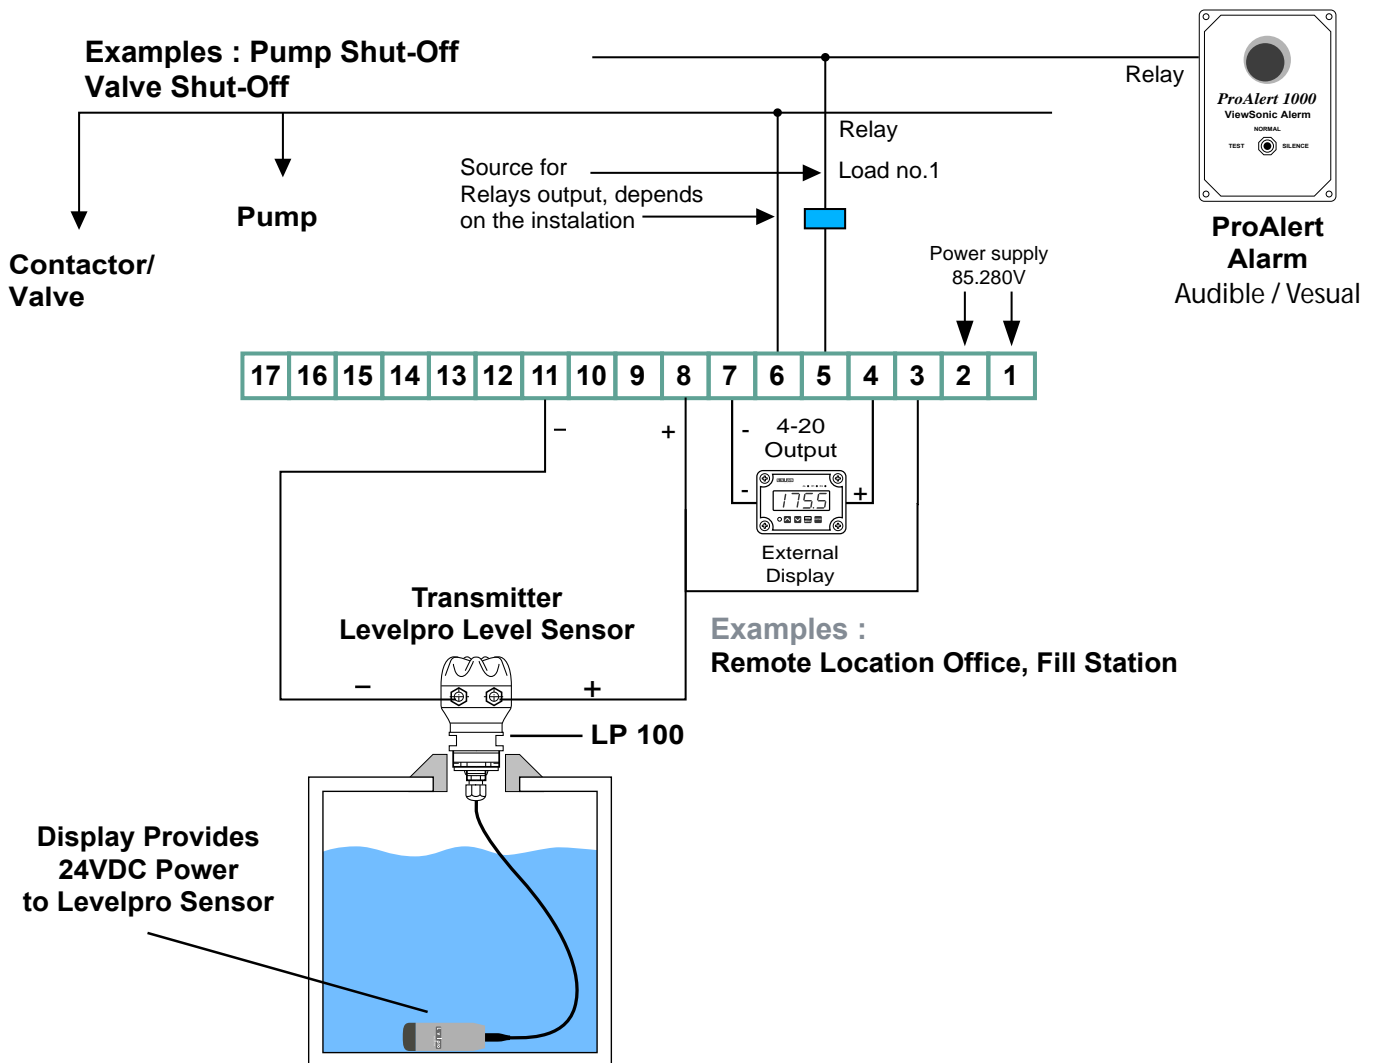 Examples : Pump Shut-Off
Valve Shut-Off
Relay
ProAlert 1000
ViewSonic Alerm
NORMAL
TEST
SILENCE
ProAlert
Alarm
Audible / Vesual
Relay
Load no.1
Source for
Relays output, depends
on the instalation
Pump
Contactor/
Valve
Power supply
85.280V
17 16 15 14 13 12 11 10 9 8 7 6 5 4 3 2 1
−
+
-
4-20
Output
-
+
175.5
External
Display
Transmitter
Levelpro Level Sensor
Examples :
Remote Location Office, Fill Station
−
+
LP 100
Display Provides
24VDC Power
to Levelpro Sensor